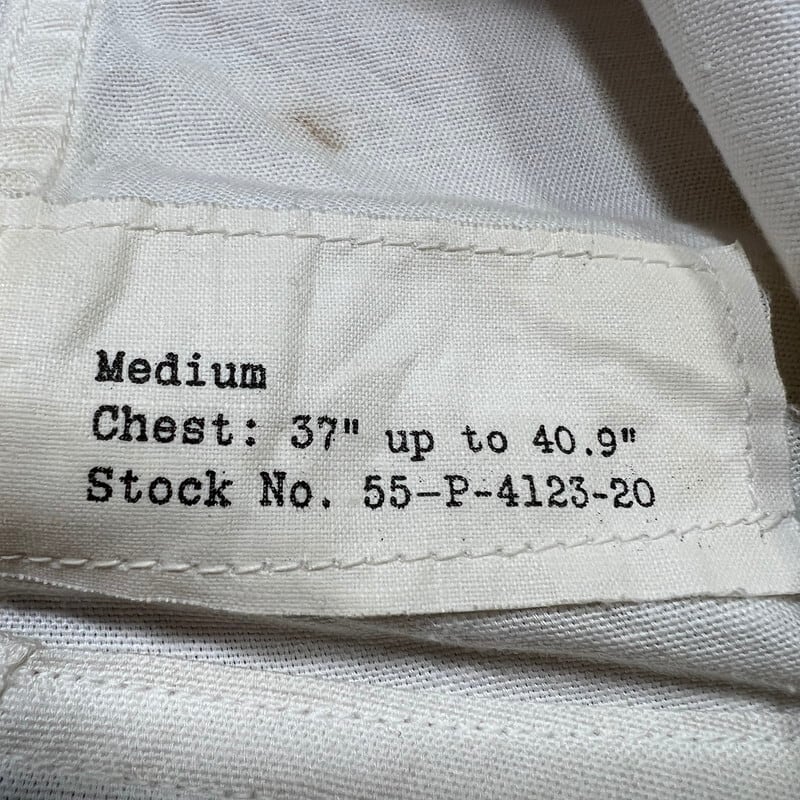 Medium
Chest: 37" up to 40.9"
Stock No. 55-P-4123-20